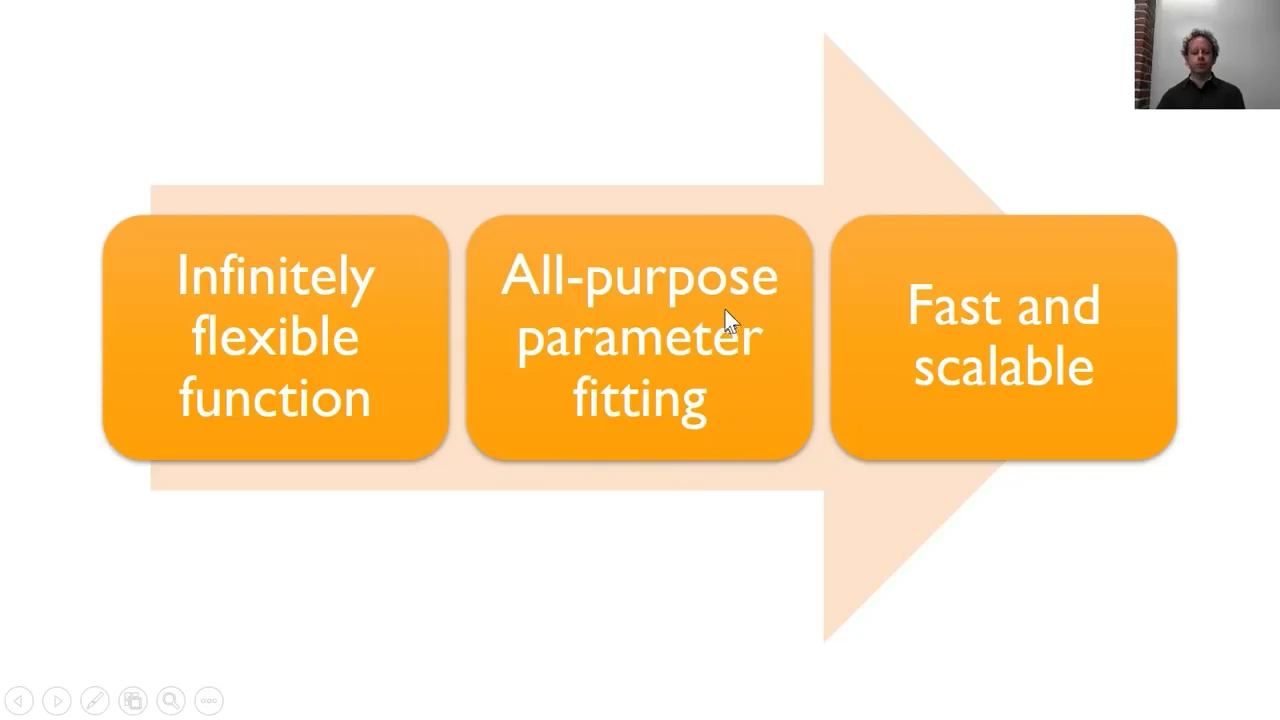 Infinitely
flexible
function
All-purpose
parameter
fitting
Fast and
scalable